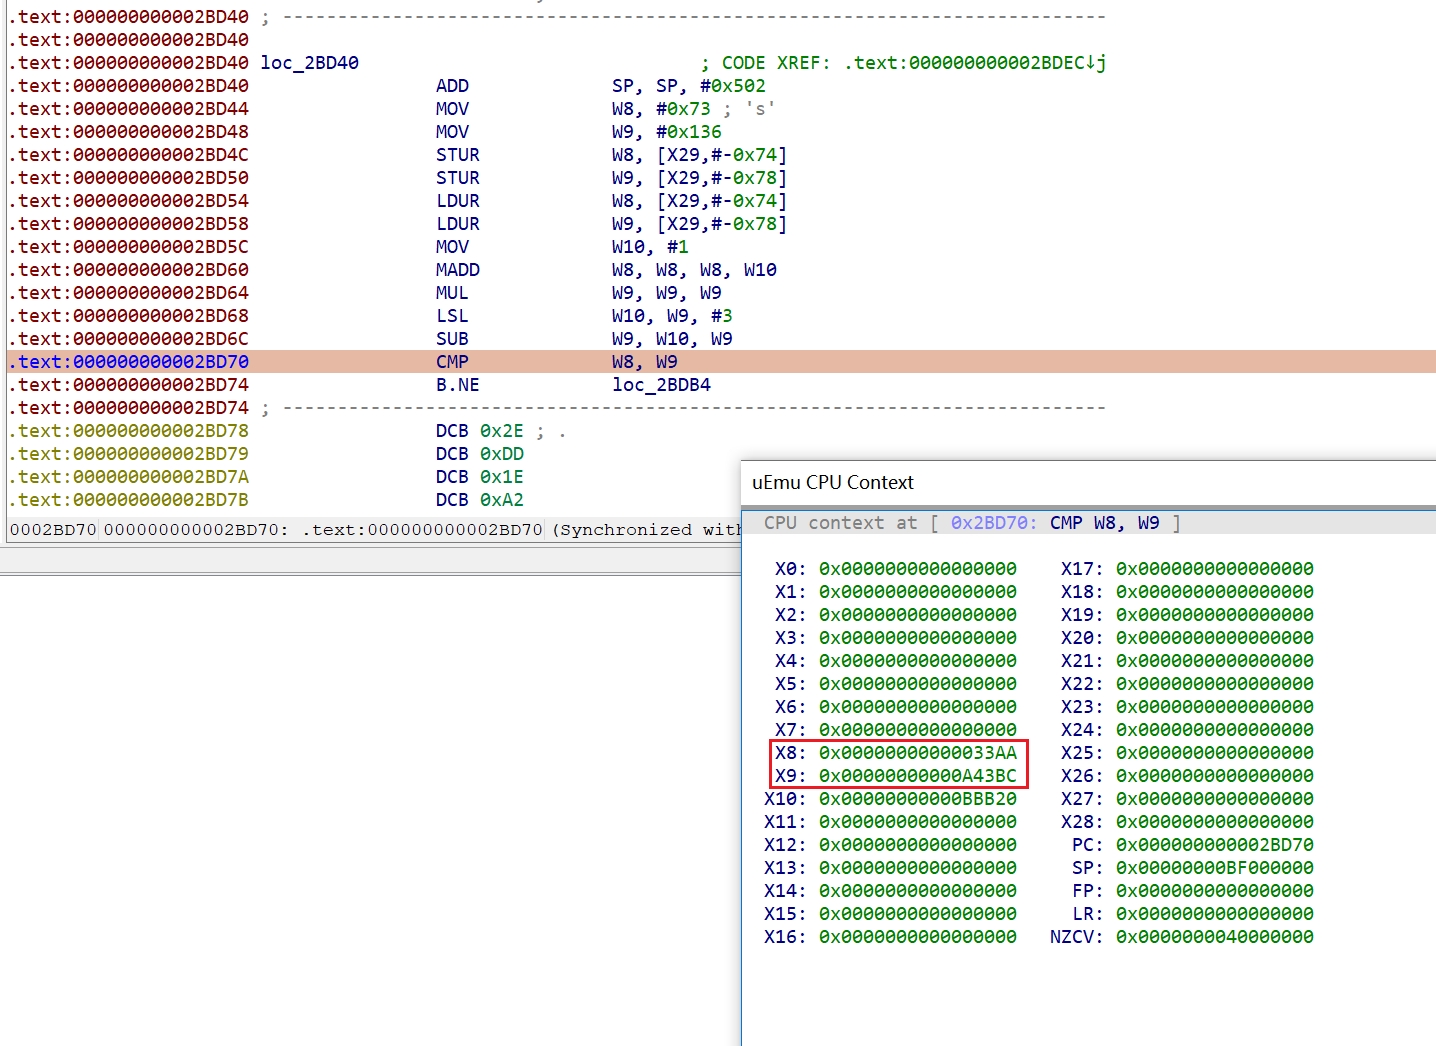 .text:000000000002BD40 ; ---------------------------------------------------------------------------
.text:000000000002BD40
.text:000000000002BD40 loc_2BD40 ; CODE XREF: .text:000000000002BDEC↓j
.text:000000000002BD40 ADD SP, SP, #0x502
.text:000000000002BD44 MOV W8, #0x73 ; 's'
.text:000000000002BD48 MOV W9, #0x136
.text:000000000002BD4C STUR W8, [X29,#-0x74]
.text:000000000002BD50 STUR W9, [X29,#-0x78]
.text:000000000002BD54 LDUR W8, [X29,#-0x74]
.text:000000000002BD58 LDUR W9, [X29,#-0x78]
.text:000000000002BD5C MOV W10, #1
.text:000000000002BD60 MADD W8, W8, W8, W10
.text:000000000002BD64 MUL W9, W9, W9
.text:000000000002BD68 LSL W10, W9, #3
.text:000000000002BD6C SUB W9, W10, W9
.text:000000000002BD70 CMP W8, W9
.text:000000000002BD74 B.NE loc_2BDB4
.text:000000000002BD74 ; ---------------------------------------------------------------------------
.text:000000000002BD78 DCB 0x2E ; .
.text:000000000002BD79 DCB 0xDD
.text:000000000002BD7A DCB 0x1E
.text:000000000002BD7B DCB 0xA2
0002BD70 000000000002BD70: .text:000000000002BD70 (Synchronized with
uEmu CPU Context
CPU context at [ 0x2BD70: CMP W8, W9 ]
X0: 0x0000000000000000 X17: 0x0000000000000000
X1: 0x0000000000000000 X18: 0x0000000000000000
X2: 0x0000000000000000 X19: 0x0000000000000000
X3: 0x0000000000000000 X20: 0x0000000000000000
X4: 0x0000000000000000 X21: 0x0000000000000000
X5: 0x0000000000000000 X22: 0x0000000000000000
X6: 0x0000000000000000 X23: 0x0000000000000000
X7: 0x0000000000000000 X24: 0x0000000000000000
X8: 0x00000000000033AA X25: 0x0000000000000000
X9: 0x00000000000A43BC X26: 0x0000000000000000
X10: 0x00000000000BBB20 X27: 0x0000000000000000
X11: 0x0000000000000000 X28: 0x0000000000000000
X12: 0x0000000000000000 PC: 0x000000000002BD70
X13: 0x0000000000000000 SP: 0x00000000BF000000
X14: 0x0000000000000000 FP: 0x0000000000000000
X15: 0x0000000000000000 LR: 0x0000000000000000
X16: 0x0000000000000000 NZCV: 0x0000000040000000